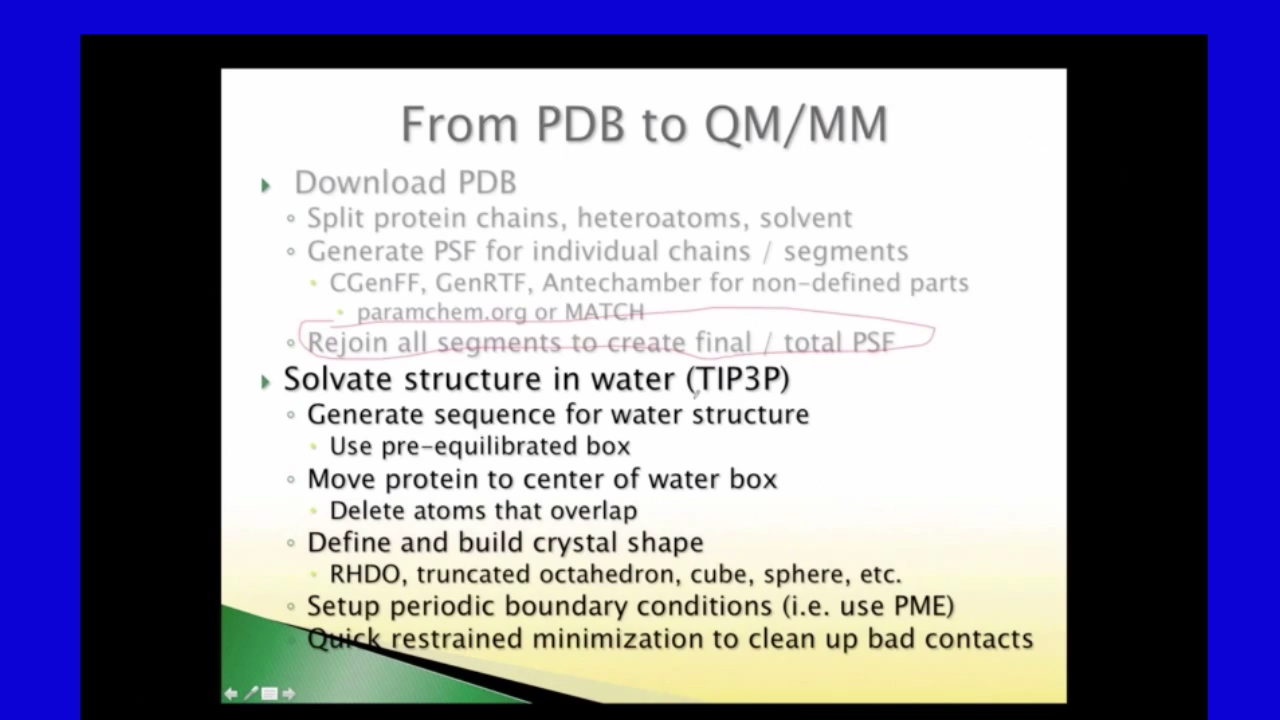 From PDB to QM/MM
Download PDB
Split protein chains, heteroatoms, solvent
Generate PSF for individual chains / segments
CGenFF, GenRTF, Antechamber for non-defined parts
paramchem.org or MATCH
Rejoin all segments to create final / total PSF
Solvate structure in water (TIP3P)
Generate sequence for water structure
Use pre-equilibrated box
Move protein to center of water box
Delete atoms that overlap
Define and build crystal shape
RHDO, truncated octahedron, cube, sphere, etc.
Setup periodic boundary conditions (i.e. use PME)
Quick restrained minimization to clean up bad contacts